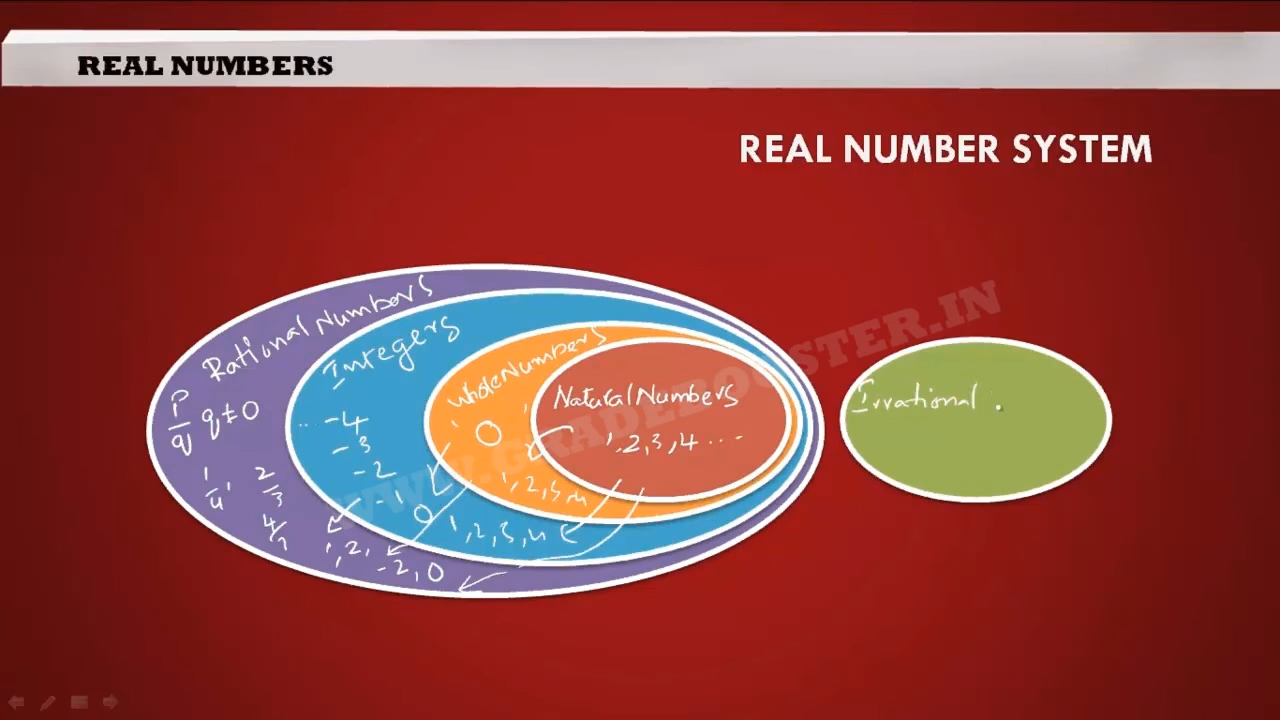 REAL NUMBERS
REAL NUMBER SYSTEM
Rational Numbers
p/q q≠0
1/4, 2/3
4/7
1, 2,
-2, 0
Integers
.. -4
-3
-2
-1
0 1, 2, 3, 4
Whole Numbers
0
1, 2, 3, 4
Natural Numbers
1, 2, 3, 4 ...
Irrational .
WWW.GRADEBOOSTER.IN